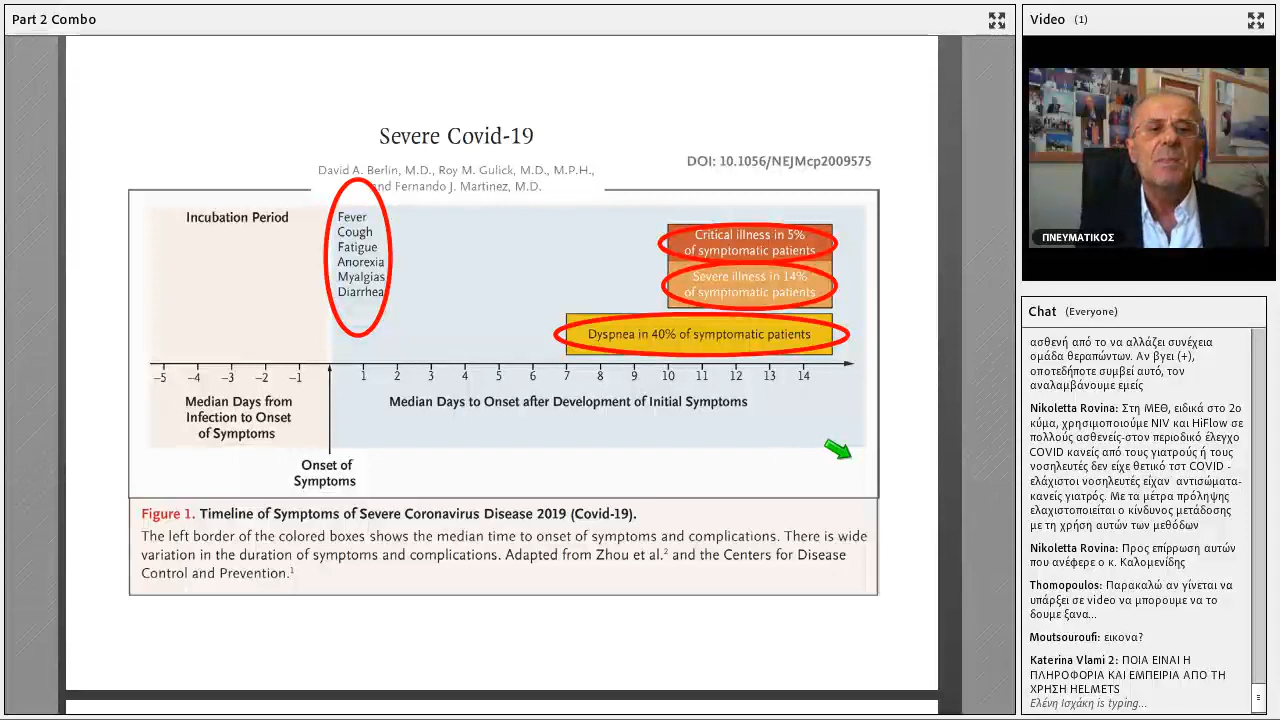 Part 2 Combo
Severe Covid-19
David A. Berlin, M.D., Roy M. Gulick, M.D., M.P.H.,
and Fernando J. Martinez, M.D.
DOI: 10.1056/NEJMcp2009575
Incubation Period
Fever
Cough
Fatigue
Anorexia
Myalgias
Diarrhea
Critical illness in 5%
of symptomatic patients
Severe illness in 14%
of symptomatic patients
Dyspnea in 40% of symptomatic patients
−5 −4 −3 −2 −1 1 2 3 4 5 6 7 8 9 10 11 12 13 14
Median Days from
Infection to Onset
of Symptoms
Median Days to Onset after Development of Initial Symptoms
Onset of
Symptoms
Figure 1. Timeline of Symptoms of Severe Coronavirus Disease 2019 (Covid-19).
The left border of the colored boxes shows the median time to onset of symptoms and complications. There is wide
variation in the duration of symptoms and complications. Adapted from Zhou et al.² and the Centers for Disease
Control and Prevention.¹
Video (1)
ΠΝΕΥΜΑΤΙΚΟΣ
Chat (Everyone)
ασθενή από το να αλλάζει συνέχεια
ομάδα θεραπώντων. Αν βγει (+),
οποτεδήποτε συμβεί αυτό, τον
αναλαμβάνουμε εμείς
Nikoletta Rovina: Στη ΜΕΘ, ειδικά στο 2ο
κύμα, χρησιμοποιούμε NIV και HiFlow σε
πολλούς ασθενείς-στον περιοδικό έλεγχο
COVID κανείς από τους γιατρούς ή τους
νοσηλευτές δεν είχε θετικό τστ COVID -
ελάχιστοι νοσηλευτές είχαν αντισώματα-
κανείς γιατρός. Με τα μέτρα πρόληψης
ελαχιστοποιείται ο κίνδυνος μετάδοσης
με τη χρήση αυτών των μεθόδων
Nikoletta Rovina: Προς επίρρωση αυτών
που ανέφερε ο κ. Καλομενίδης
Thomopoulos: Παρακαλώ αν γίνεται να
υπάρξει σε video να μπορουμε να το
δουμε ξανα...
Moutsouroufi: εικονα?
Katerina Vlami 2: ΠΟΙΑ ΕΙΝΑΙ Η
ΠΛΗΡΟΦΟΡΙΑ ΚΑΙ ΕΜΠΕΙΡΙΑ ΑΠΟ ΤΗ
ΧΡΗΣΗ HELMETS
Ελένη Ισχάκη is typing...